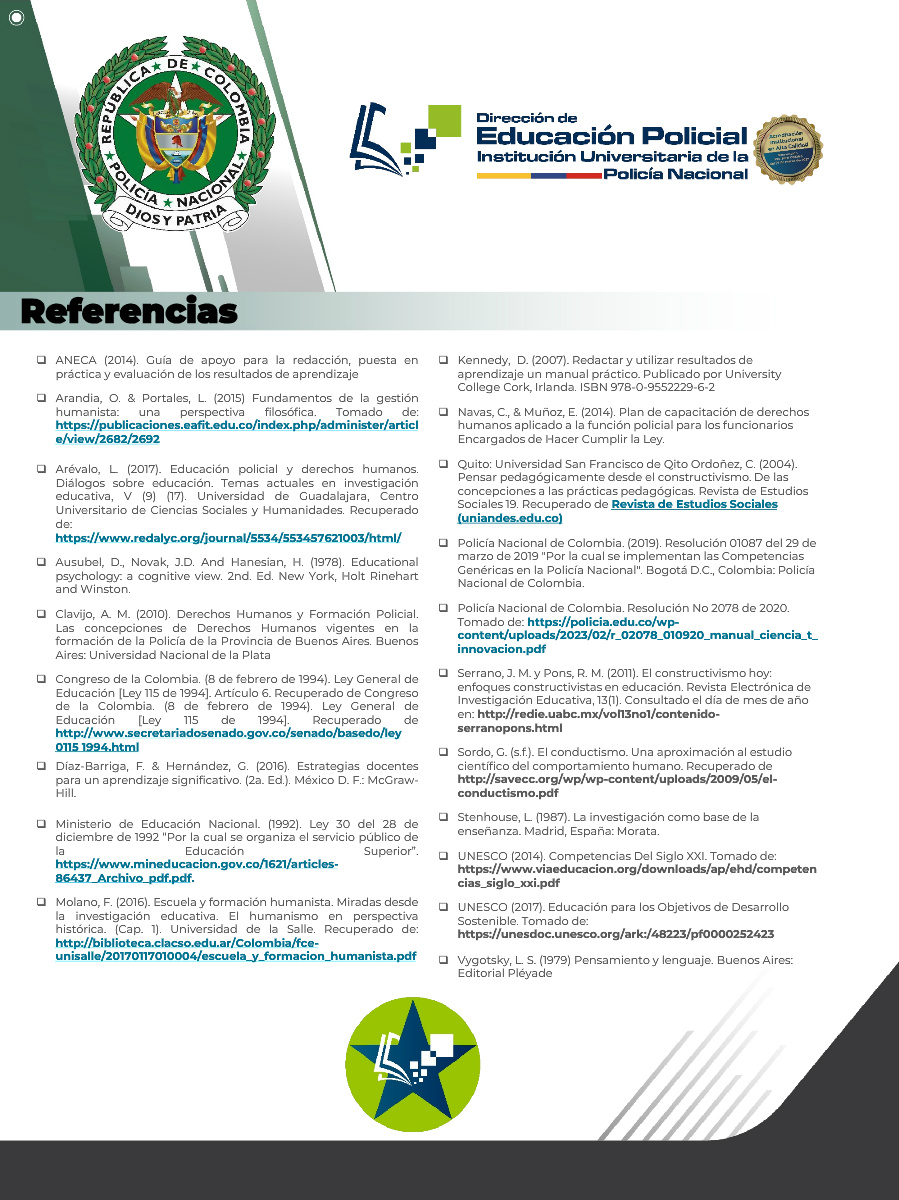 REPÚBLICA DE COLOMBIA
POLICÍA NACIONAL
DIOS Y PATRIA
Dirección de
Educación Policial
Institución Universitaria de la
Policía Nacional
Acreditación
Institucional
en Alta Calidad
Referencias
ANECA (2014). Guía de apoyo para la redacción, puesta en
práctica y evaluación de los resultados de aprendizaje
Arandia, O. & Portales, L. (2015) Fundamentos de la gestión
humanista: una perspectiva filosófica. Tomado de:
https://publicaciones.eafit.edu.co/index.php/administer/articl
e/view/2682/2692
Arévalo, L. (2017). Educación policial y derechos humanos.
Diálogos sobre educación. Temas actuales en investigación
educativa, V (9) (17). Universidad de Guadalajara, Centro
Universitario de Ciencias Sociales y Humanidades. Recuperado
de:
https://www.redalyc.org/journal/5534/553457621003/html/
Ausubel, D., Novak, J.D. And Hanesian, H. (1978). Educational
psychology: a cognitive view. 2nd. Ed. New York, Holt Rinehart
and Winston.
Clavijo, A. M. (2010). Derechos Humanos y Formación Policial.
Las concepciones de Derechos Humanos vigentes en la
formación de la Policía de la Provincia de Buenos Aires. Buenos
Aires: Universidad Nacional de la Plata
Congreso de la Colombia. (8 de febrero de 1994). Ley General de
Educación [Ley 115 de 1994]. Artículo 6. Recuperado de Congreso
de la Colombia. (8 de febrero de 1994). Ley General de
Educación [Ley 115 de 1994]. Recuperado de
http://www.secretariadosenado.gov.co/senado/basedo/ley
0115 1994.html
Díaz-Barriga, F. & Hernández, G. (2016). Estrategias docentes
para un aprendizaje significativo. (2a. Ed.). México D. F.: McGraw-
Hill.
Ministerio de Educación Nacional. (1992). Ley 30 del 28 de
diciembre de 1992 "Por la cual se organiza el servicio público de
la Educación Superior”.
https://www.mineducacion.gov.co/1621/articles-
86437_Archivo_pdf.pdf.
Molano, F. (2016). Escuela y formación humanista. Miradas desde
la investigación educativa. El humanismo en perspectiva
histórica. (Cap. 1). Universidad de la Salle. Recuperado de:
http://biblioteca.clacso.edu.ar/Colombia/fce-
unisalle/20170117010004/escuela_y_formacion_humanista.pdf
Kennedy, D. (2007). Redactar y utilizar resultados de
aprendizaje un manual práctico. Publicado por University
College Cork, Irlanda. ISBN 978-0-9552229-6-2
Navas, C., & Muñoz, E. (2014). Plan de capacitación de derechos
humanos aplicado a la función policial para los funcionarios
Encargados de Hacer Cumplir la Ley.
Quito: Universidad San Francisco de Qito Ordoñez, C. (2004).
Pensar pedagógicamente desde el constructivismo. De las
concepciones a las prácticas pedagógicas. Revista de Estudios
Sociales 19. Recuperado de Revista de Estudios Sociales
(uniandes.edu.co)
Policía Nacional de Colombia. (2019). Resolución 01087 del 29 de
marzo de 2019 "Por la cual se implementan las Competencias
Genéricas en la Policía Nacional". Bogotá D.C., Colombia: Policía
Nacional de Colombia.
Policía Nacional de Colombia. Resolución No 2078 de 2020.
Tomado de: https://policia.edu.co/wp-
content/uploads/2023/02/r_02078_010920_manual_ciencia_t_
innovacion.pdf
Serrano, J. M. y Pons, R. M. (2011). El constructivismo hoy:
enfoques constructivistas en educación. Revista Electrónica de
Investigación Educativa, 13(1). Consultado el día de mes de año
en: http://redie.uabc.mx/vol13no1/contenido-
serranopons.html
Sordo, G. (s.f.). El conductismo. Una aproximación al estudio
científico del comportamiento humano. Recuperado de
http://savecc.org/wp/wp-content/uploads/2009/05/el-
conductismo.pdf
Stenhouse, L. (1987). La investigación como base de la
enseñanza. Madrid, España: Morata.
UNESCO (2014). Competencias Del Siglo XXI. Tomado de:
https://www.viaeducacion.org/downloads/ap/ehd/competen
cias_siglo_xxi.pdf
UNESCO (2017). Educación para los Objetivos de Desarrollo
Sostenible. Tomado de:
https://unesdoc.unesco.org/ark:/48223/pf0000252423
Vygotsky, L. S. (1979) Pensamiento y lenguaje. Buenos Aires:
Editorial Pléyade